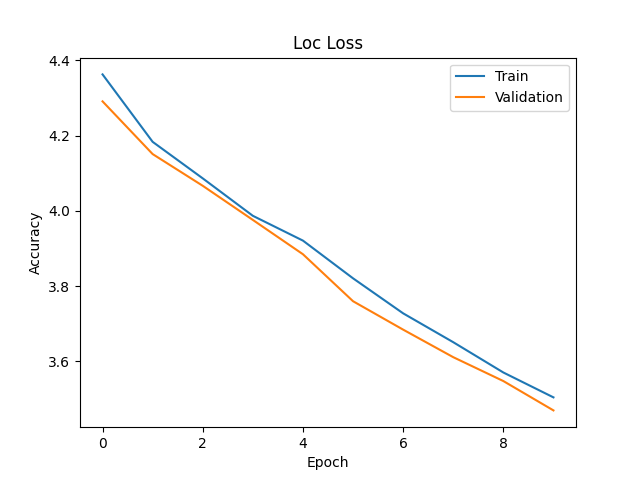 Loc Loss
Train
Validation
Accuracy
4.4
4.2
4.0
3.8
3.6
0 2 4 6 8
Epoch